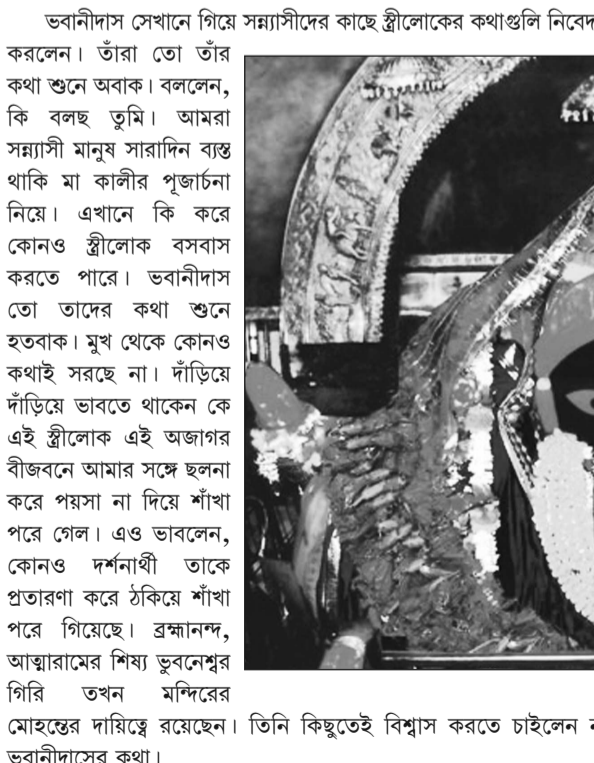 ভবানীদাস সেখানে গিয়ে সন্ন্যাসীদের কাছে স্ত্রীলোকের কথাগুলি নিবেদ
করলেন। তাঁরা তো তাঁর
কথা শুনে অবাক। বললেন,
কি বলছ তুমি। আমরা
সন্ন্যাসী মানুষ সারাদিন ব্যস্ত
থাকি মা কালীর পূজার্চনা
নিয়ে। এখানে কি করে
কোনও স্ত্রীলোক বসবাস
করতে পারে। ভবানীদাস
তো তাদের কথা শুনে
হতবাক। মুখ থেকে কোনও
কথাই সরছে না। দাঁড়িয়ে
দাঁড়িয়ে ভাবতে থাকেন কে
এই স্ত্রীলোক এই অজাগর
বীজবনে আমার সঙ্গে ছলনা
করে পয়সা না দিয়ে শাঁখা
পরে গেল। এও ভাবলেন,
কোনও দর্শনার্থী তাকে
প্রতারণা করে ঠকিয়ে শাঁখা
পরে গিয়েছে। ব্রহ্মানন্দ,
আত্মারামের শিষ্য ভুবনেশ্বর
গিরি তখন মন্দিরের
মোহন্তের দায়িত্বে রয়েছেন। তিনি কিছুতেই বিশ্বাস করতে চাইলেন
ভবানীদাসের কথা।